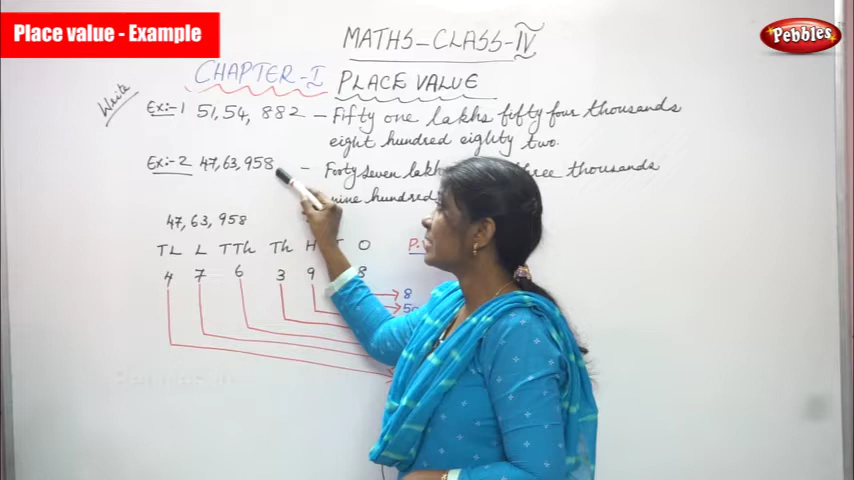 Place value - Example
Pebbles
MATHS-CLASS-IV
CHAPTER-I PLACE VALUE
Write
Ex:-1 51,54,882 - Fifty one lakhs fifty four thousands
eight hundred eighty two.
Ex:-2 47,63,958 - Forty seven lakhs three thousands
nine hundred
47,63,958
TL L TTh Th H T O
4 7 6 3 9 8
8